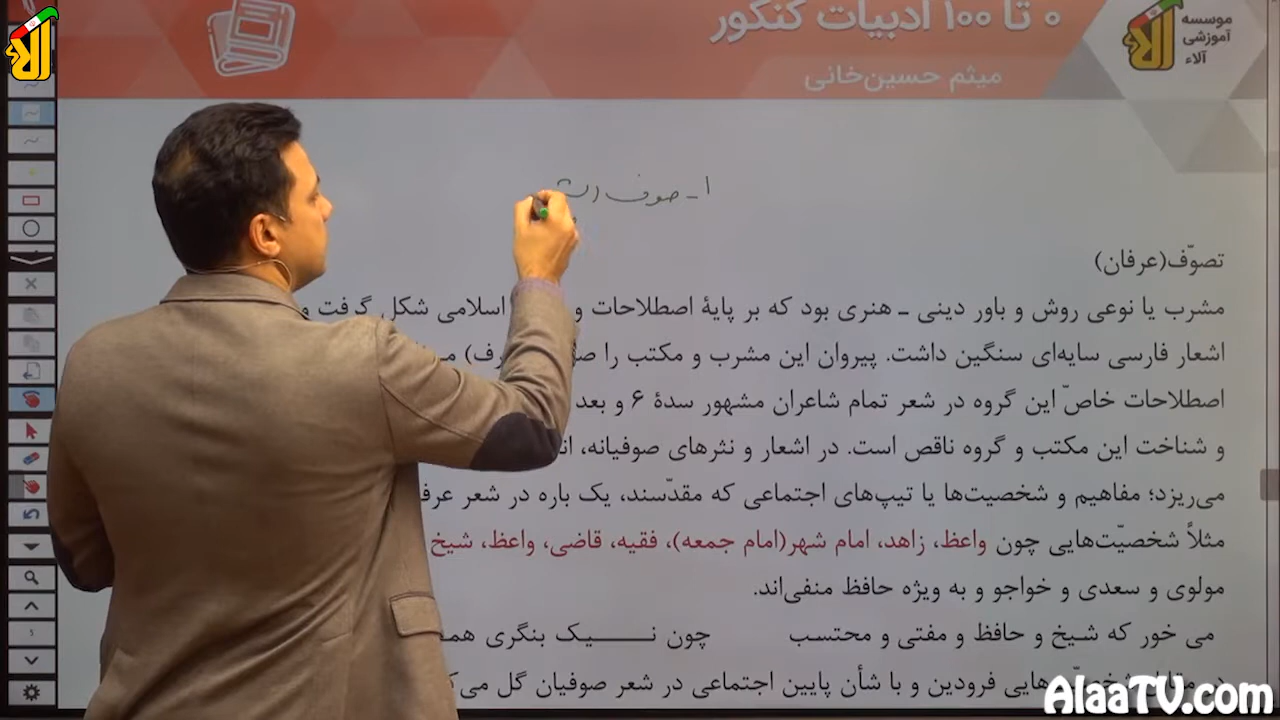 ۰ تا ۱۰۰ ادبیات کنکور
میثم حسین‌خانی
موسسه
آموزشی
آلاء
۱- صوف
تصوّف(عرفان)
مشرب یا نوعی روش و باور دینی ـ هنری بود که بر پایهٔ اصطلاحات و اسلامی شکل گرفت و
اشعار فارسی سایه‌ای سنگین داشت. پیروان این مشرب و مکتب را
اصطلاحات خاصّ این گروه در شعر تمام شاعران مشهور سدهٔ ۶ و بعد
و شناخت این مکتب و گروه ناقص است. در اشعار و نثرهای صوفیانه،
می‌ریزد؛ مفاهیم و شخصیت‌ها یا تیپ‌های اجتماعی که مقدّسند، یک باره در شعر
مثلاً شخصیّت‌هایی چون واعظ، زاهد، امام شهر(امام جمعه)، فقیه، قاضی، واعظ، شیخ
مولوی و سعدی و خواجو و به ویژه حافظ منفی‌اند.
می خور که شیخ و حافظ و مفتی و محتسب چون نـــــیک بنگری
هایی فرودین و با شأن پایین اجتماعی در شعر صوفیان گل
AlaaTV.com